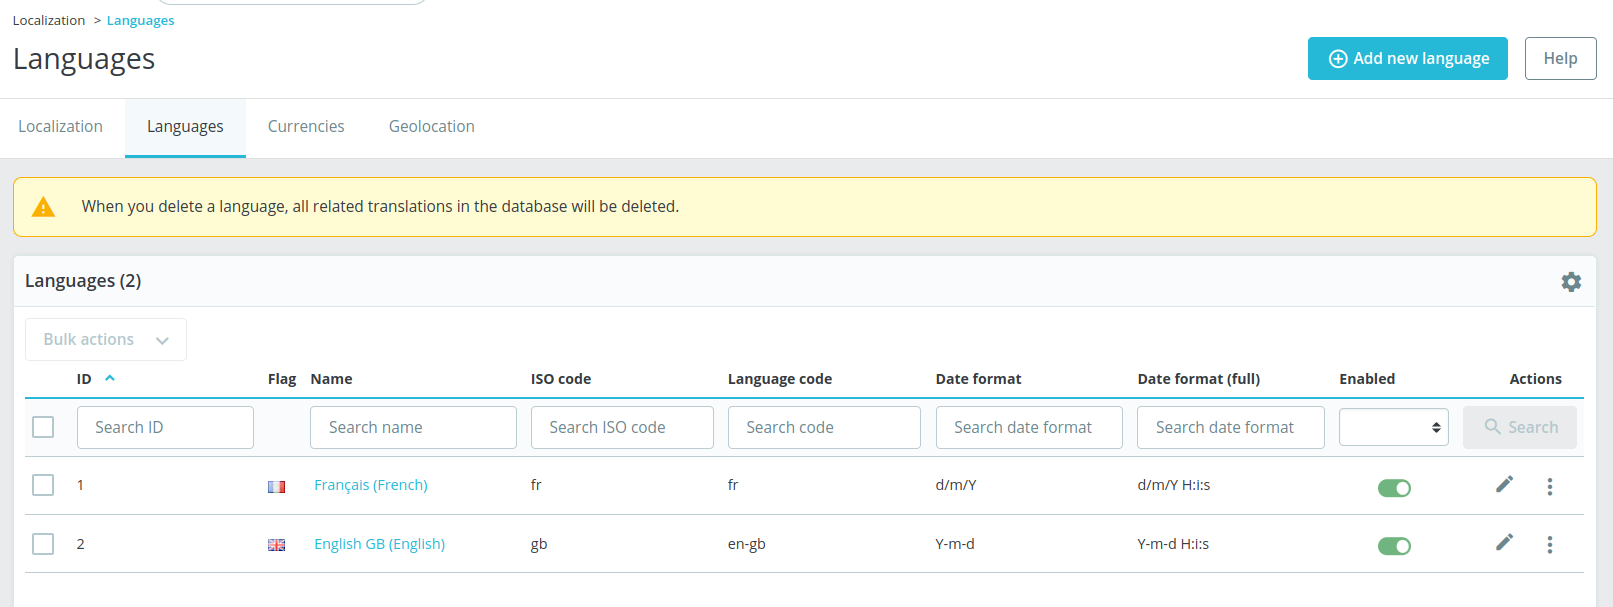 Localization > Languages
Languages
Add new language Help
Localization Languages Currencies Geolocation
When you delete a language, all related translations in the database will be deleted.
Languages (2)
Bulk actions
ID Flag Name ISO code Language code Date format Date format (full) Enabled Actions
Search ID Search name Search ISO code Search code Search date format Search date format Search
1 Français (French) fr fr d/m/Y d/m/Y H:i:s
2 English GB (English) gb en-gb Y-m-d Y-m-d H:i:s